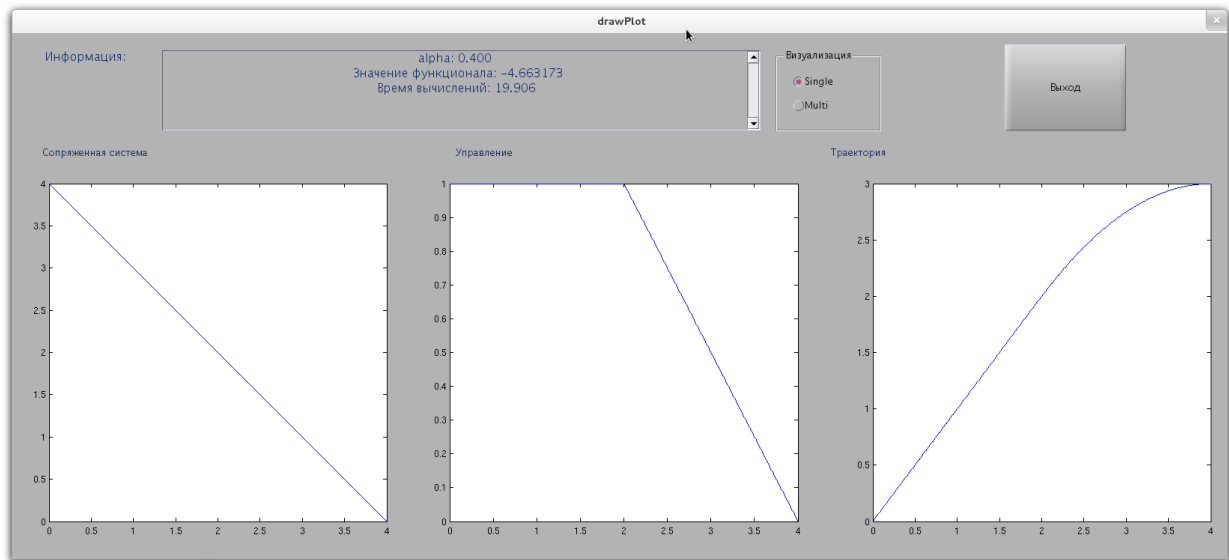 drawPlot
Информация:
alpha: 0.400
Значение функционала: −4.663173
Время вычислений: 19.906
Визуализация
Single
Multi
Выход
Сопряженная система
Управление
Траектория
4
3.5
3
2.5
2
1.5
1
0.5
0
0 0.5 1 1.5 2 2.5 3 3.5 4
1
0.9
0.8
0.7
0.6
0.5
0.4
0.3
0.2
0.1
0
0 0.5 1 1.5 2 2.5 3 3.5 4
3
2.5
2
1.5
1
0.5
0
0 0.5 1 1.5 2 2.5 3 3.5 4